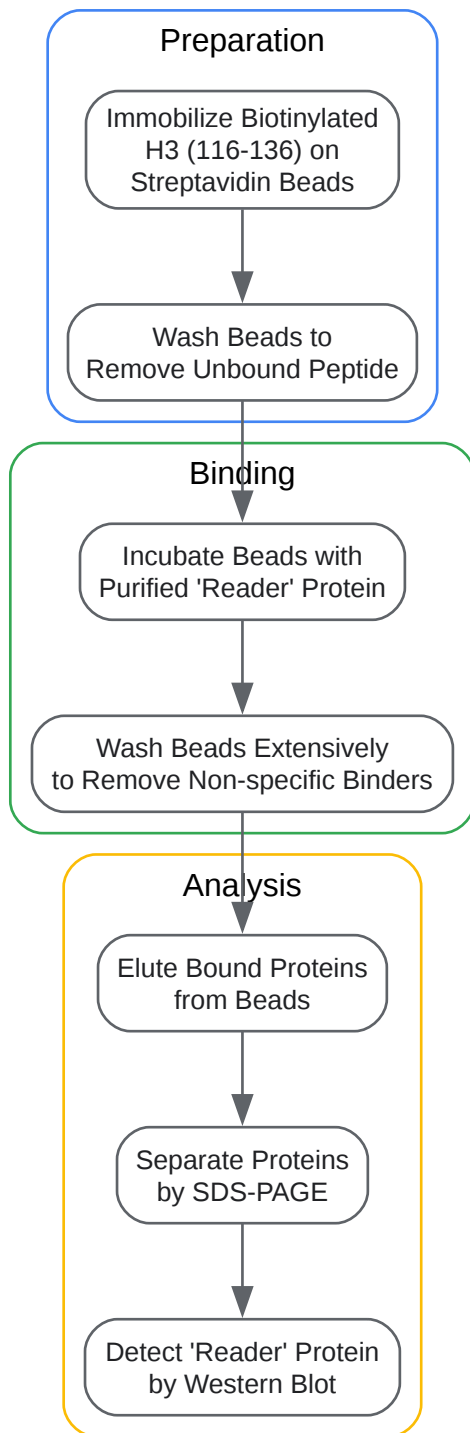 Preparation
Immobilize Biotinylated
H3 (116-136) on
Streptavidin Beads
Wash Beads to
Remove Unbound Peptide
Binding
Incubate Beads with
Purified 'Reader' Protein
Wash Beads Extensively
to Remove Non-specific Binders
Analysis
Elute Bound Proteins
from Beads
Separate Proteins
by SDS-PAGE
Detect 'Reader' Protein
by Western Blot